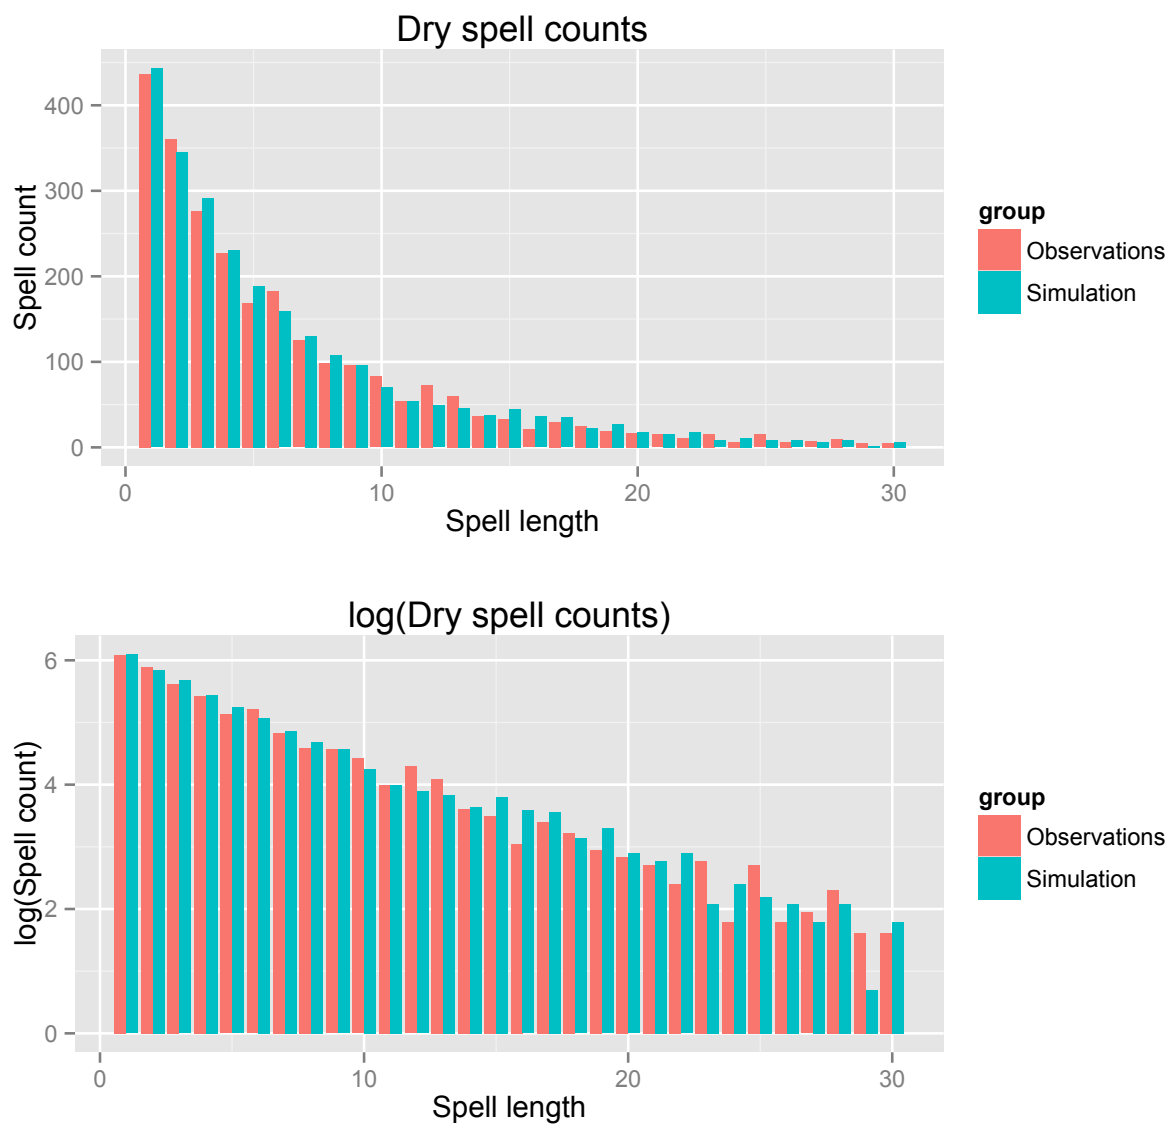 Dry spell counts
400
300
200
100
0
Spell count
0 10 20 30
Spell length
group
Observations
Simulation
log(Dry spell counts)
6
4
2
0
log(Spell count)
0 10 20 30
Spell length
group
Observations
Simulation